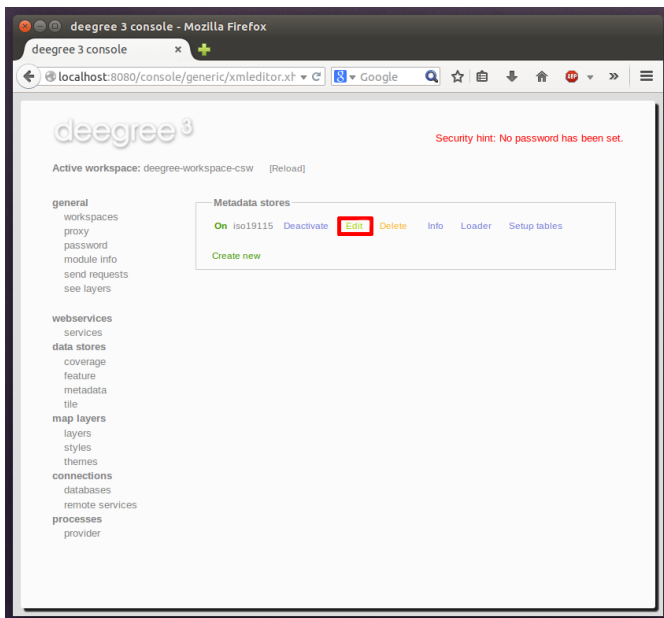 deegree 3 console - Mozilla Firefox
deegree 3 console
localhost:8080/console/generic/xmleditor.xh
Google
ABP
deegree 3
Security hint: No password has been set.
Active workspace: deegree-workspace-csw [Reload]
general
workspaces
proxy
password
module info
send requests
see layers
webservices
services
data stores
coverage
feature
metadata
tile
map layers
layers
styles
themes
connections
databases
remote services
processes
provider
Metadata stores
On iso19115 Deactivate Edit Delete Info Loader Setup tables
Create new